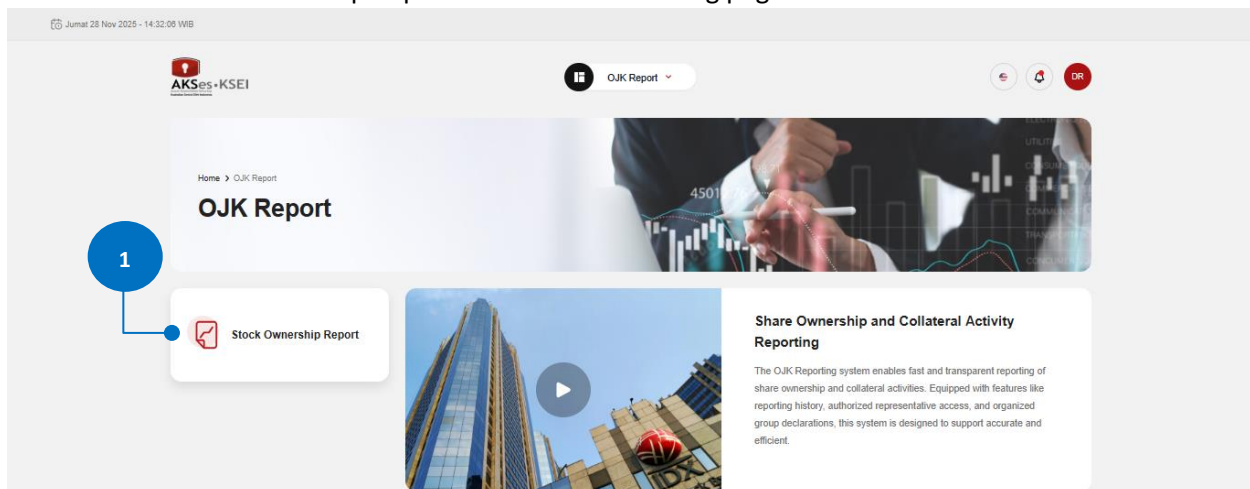 Jumat 28 Nov 2025 - 14:32:06 WIB
AKSes•KSEI
OJK Report
DR
Home > OJK Report
OJK Report
4501
1
Stock Ownership Report
Share Ownership and Collateral Activity
Reporting
The OJK Reporting system enables fast and transparent reporting of
share ownership and collateral activities. Equipped with features like
reporting history, authorized representative access, and organized
group declarations, this system is designed to support accurate and
efficient.
IDX